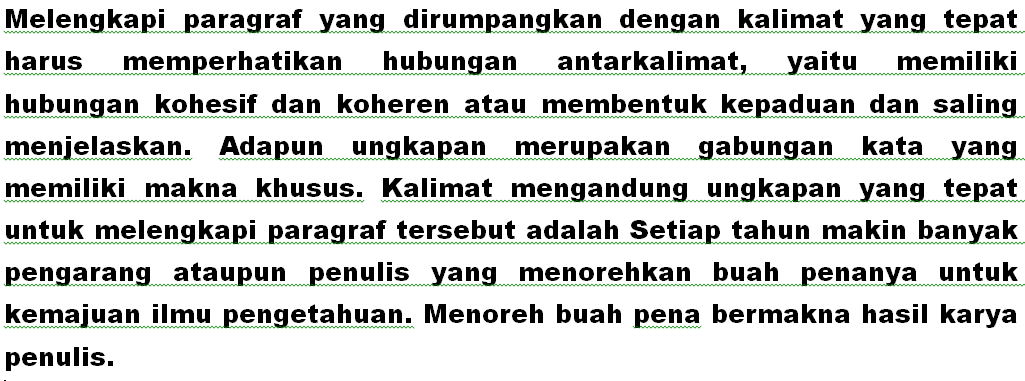 Melengkapi paragraf yang dirumpangkan dengan kalimat yang tepat
harus memperhatikan hubungan antarkalimat, yaitu memiliki
hubungan kohesif dan koheren atau membentuk kepaduan dan saling
menjelaskan. Adapun ungkapan merupakan gabungan kata yang
memiliki makna khusus. Kalimat mengandung ungkapan yang tepat
untuk melengkapi paragraf tersebut adalah Setiap tahun makin banyak
pengarang ataupun penulis yang menorehkan buah penanya untuk
kemajuan ilmu pengetahuan. Menoreh buah pena bermakna hasil karya
penulis.